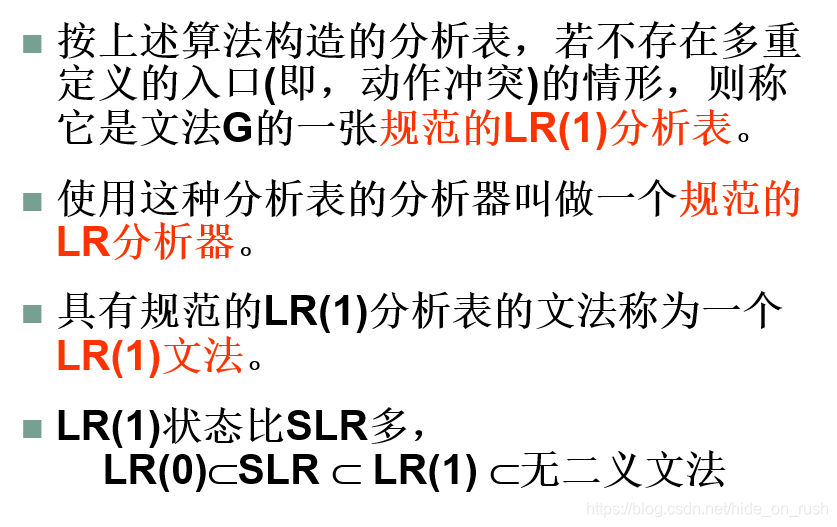 按上述算法构造的分析表，若不存在多重
定义的入口(即，动作冲突)的情形，则称
它是文法G的一张规范的LR(1)分析表。
使用这种分析表的分析器叫做一个规范的
LR分析器。
具有规范的LR(1)分析表的文法称为一个
LR(1)文法。
LR(1)状态比SLR多，
LR(0)⊂SLR ⊂ LR(1) ⊂无二义文法
https://blog.csdn.net/hide_on_rush